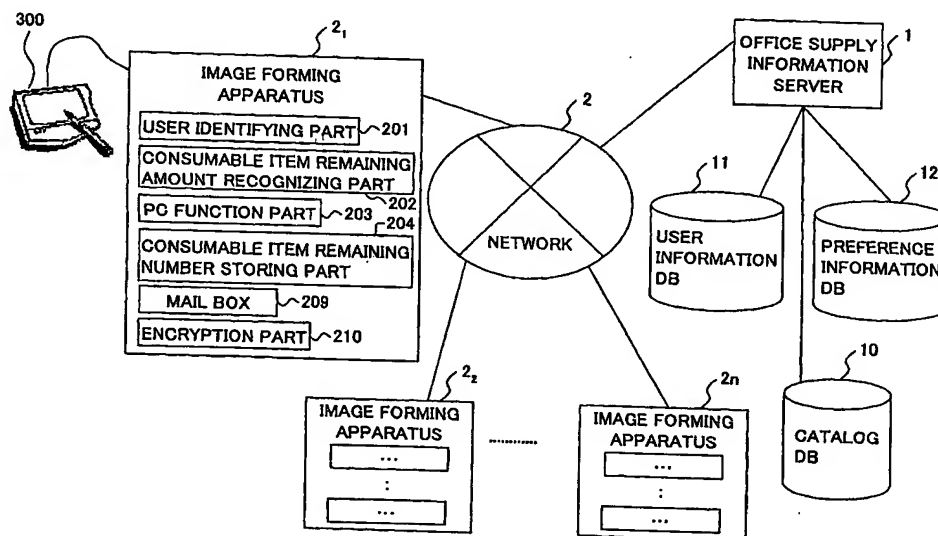 300
2₁
IMAGE FORMING
APPARATUS
USER IDENTIFYING PART
201
CONSUMABLE ITEM REMAINING
AMOUNT RECOGNIZING PART
202
PC FUNCTION PART
203
204
CONSUMABLE ITEM REMAINING
NUMBER STORING PART
MAIL BOX
209
ENCRYPTION PART
210
2
NETWORK
OFFICE SUPPLY
INFORMATION
SERVER
1
11
USER
INFORMATION
DB
12
PREFERENCE
INFORMATION
DB
10
CATALOG
DB
2₂
IMAGE FORMING
APPARATUS
...
:
...
............
2n
IMAGE FORMING
APPARATUS
...
:
...